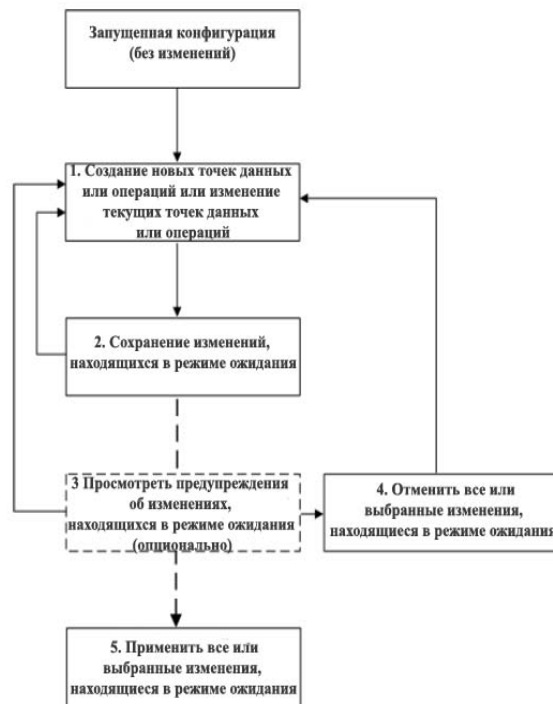 Запущенная конфигурация
(без изменений)
1. Создание новых точек данных
или операций или изменение
текущих точек данных
или операций
2. Сохранение изменений,
находящихся в режиме ожидания
3 Просмотреть предупреждения
об изменениях,
находящихся в режиме ожидания
(опционально)
4. Отменить все или
выбранные изменения,
находящиеся в режиме ожидания
5. Применить все или
выбранные изменения,
находящиеся в режиме ожидания